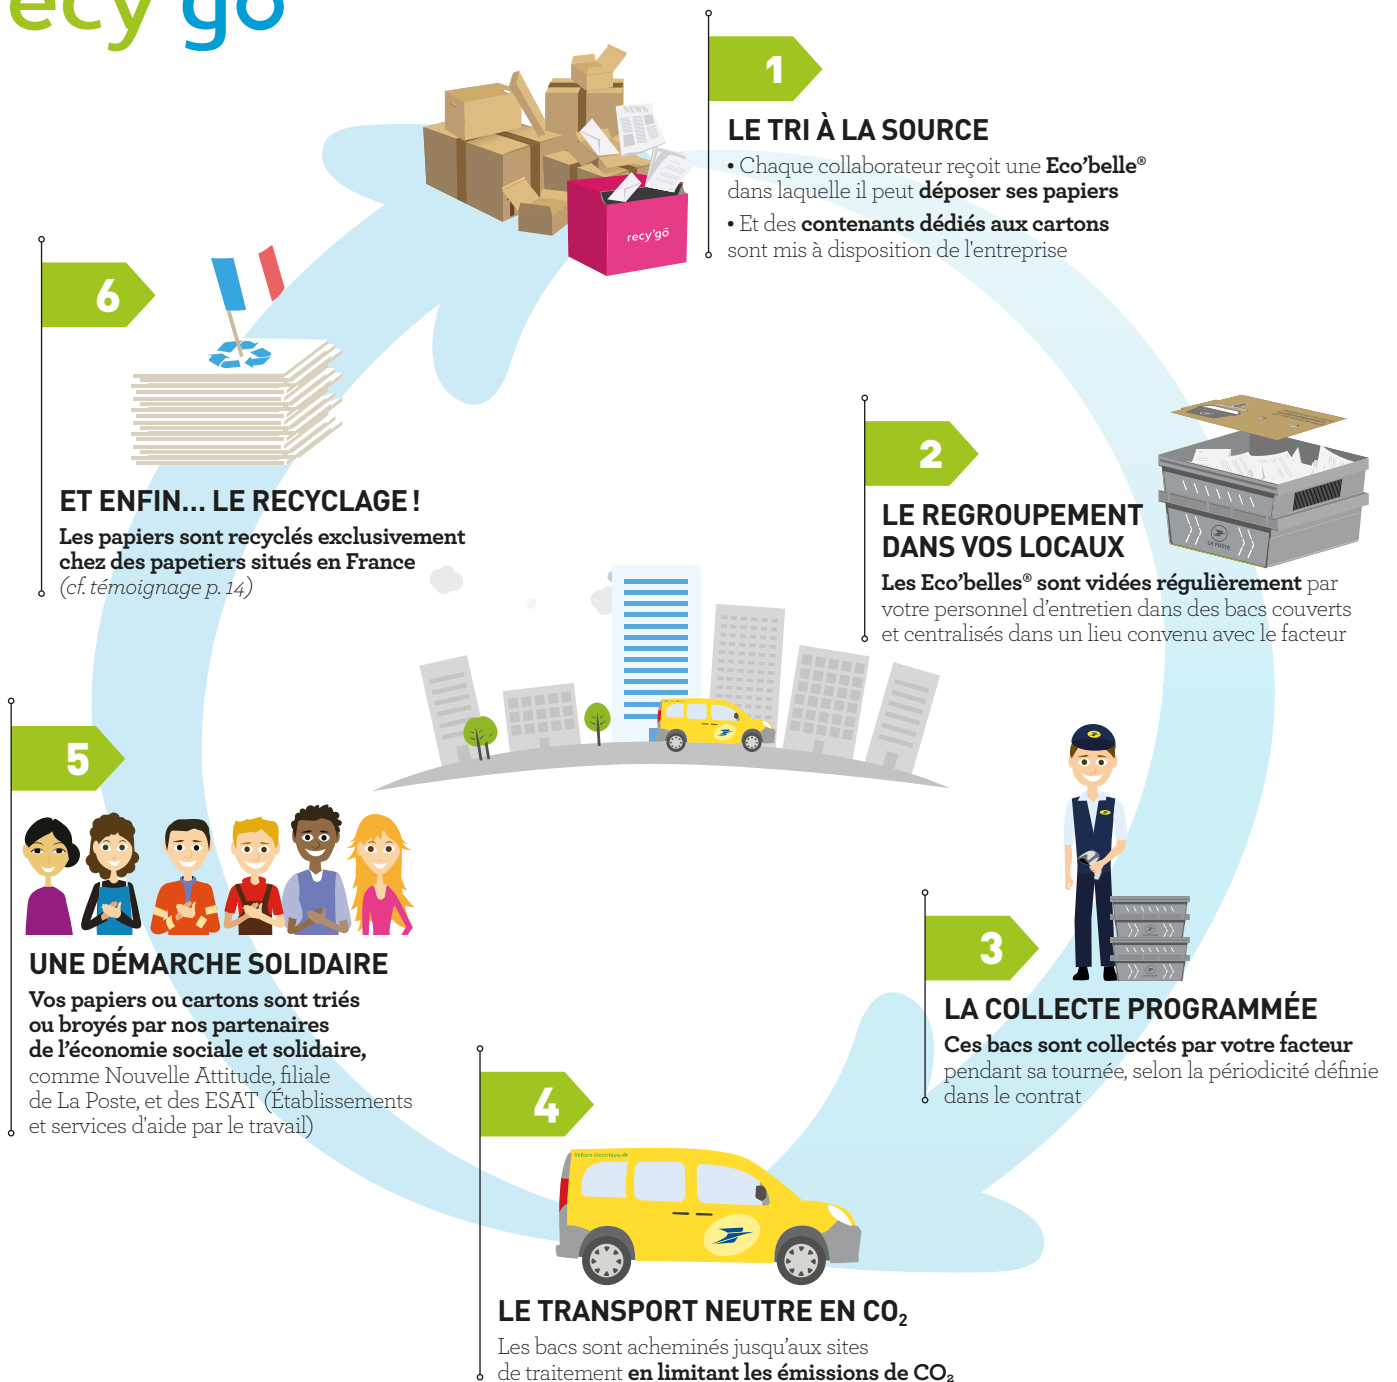 ecy'go
1
LE TRI À LA SOURCE
• Chaque collaborateur reçoit une Eco’belle®
dans laquelle il peut déposer ses papiers
• Et des contenants dédiés aux cartons
sont mis à disposition de l'entreprise
NEWS
recy'go
2
LE REGROUPEMENT
DANS VOS LOCAUX
Les Eco’belles® sont vidées régulièrement par
votre personnel d’entretien dans des bacs couverts
et centralisés dans un lieu convenu avec le facteur
LA POSTE
3
LA COLLECTE PROGRAMMÉE
Ces bacs sont collectés par votre facteur
pendant sa tournée, selon la périodicité définie
dans le contrat
4
Voiture électrique
LE TRANSPORT NEUTRE EN CO₂
Les bacs sont acheminés jusqu’aux sites
de traitement en limitant les émissions de CO₂
5
UNE DÉMARCHE SOLIDAIRE
Vos papiers ou cartons sont triés
ou broyés par nos partenaires
de l’économie sociale et solidaire,
comme Nouvelle Attitude, filiale
de La Poste, et des ESAT (Établissements
et services d'aide par le travail)
6
ET ENFIN... LE RECYCLAGE !
Les papiers sont recyclés exclusivement
chez des papetiers situés en France
(cf. témoignage p. 14)